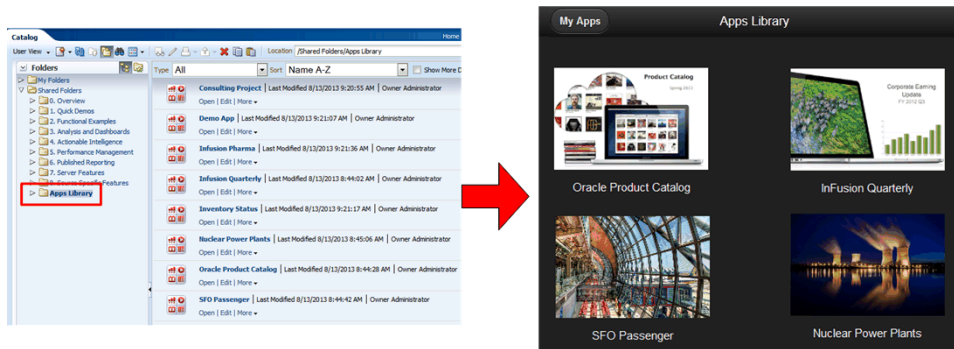 Catalog
Home
User View
Location /Shared Folders/Apps Library
Folders
My Folders
Shared Folders
0. Overview
1. Quick Demos
2. Functional Examples
3. Analysis and Dashboards
4. Actionable Intelligence
5. Performance Management
6. Published Reporting
7. Server Features
8. Source Specific Features
Apps Library
Type All Sort Name A-Z Show More D
Consulting Project | Last Modified 8/13/2013 9:20:55 AM | Owner Administrator
Open | Edit | More
Demo App | Last Modified 8/13/2013 9:21:07 AM | Owner Administrator
Open | Edit | More
Infusion Pharma | Last Modified 8/13/2013 9:21:36 AM | Owner Administrator
Open | Edit | More
Infusion Quarterly | Last Modified 8/13/2013 8:44:02 AM | Owner Administrator
Open | Edit | More
Inventory Status | Last Modified 8/13/2013 9:21:17 AM | Owner Administrator
Open | Edit | More
Nuclear Power Plants | Last Modified 8/13/2013 8:45:06 AM | Owner Administrator
Open | Edit | More
Oracle Product Catalog | Last Modified 8/13/2013 8:44:28 AM | Owner Administrator
Open | Edit | More
SFO Passenger | Last Modified 8/13/2013 8:44:42 AM | Owner Administrator
Open | Edit | More
My Apps
Apps Library
Product Catalog
Spring 2013
Corporate Earning
Update
FY 2012 Q3
Oracle Product Catalog
InFusion Quarterly
SFO Passenger
Nuclear Power Plants